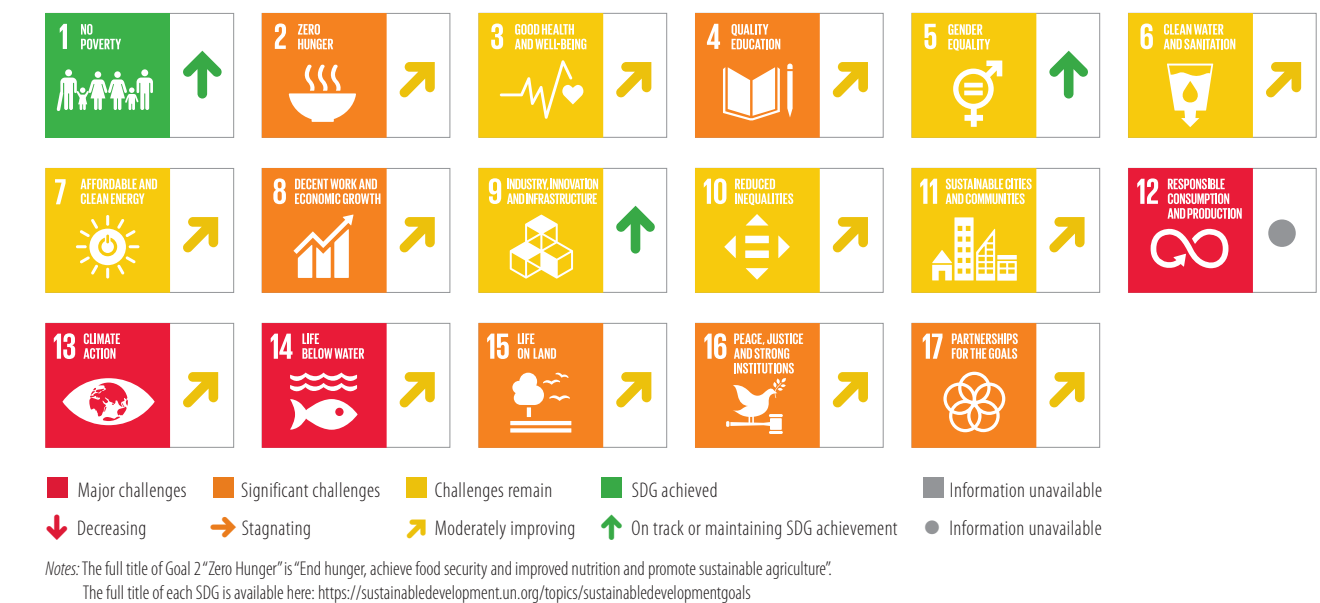 1 NO
POVERTY
2 ZERO
HUNGER
3 GOOD HEALTH
AND WELL-BEING
4 QUALITY
EDUCATION
5 GENDER
EQUALITY
6 CLEAN WATER
AND SANITATION
7 AFFORDABLE AND
CLEAN ENERGY
8 DECENT WORK AND
ECONOMIC GROWTH
9 INDUSTRY, INNOVATION
AND INFRASTRUCTURE
10 REDUCED
INEQUALITIES
11 SUSTAINABLE CITIES
AND COMMUNITIES
12 RESPONSIBLE
CONSUMPTION
AND PRODUCTION
13 CLIMATE
ACTION
14 LIFE
BELOW WATER
15 LIFE
ON LAND
16 PEACE, JUSTICE
AND STRONG
INSTITUTIONS
17 PARTNERSHIPS
FOR THE GOALS
Major challenges Significant challenges Challenges remain SDG achieved Information unavailable
Decreasing Stagnating Moderately improving On track or maintaining SDG achievement Information unavailable
Notes: The full title of Goal 2 “Zero Hunger” is “End hunger, achieve food security and improved nutrition and promote sustainable agriculture”.
The full title of each SDG is available here: https://sustainabledevelopment.un.org/topics/sustainabledevelopmentgoals